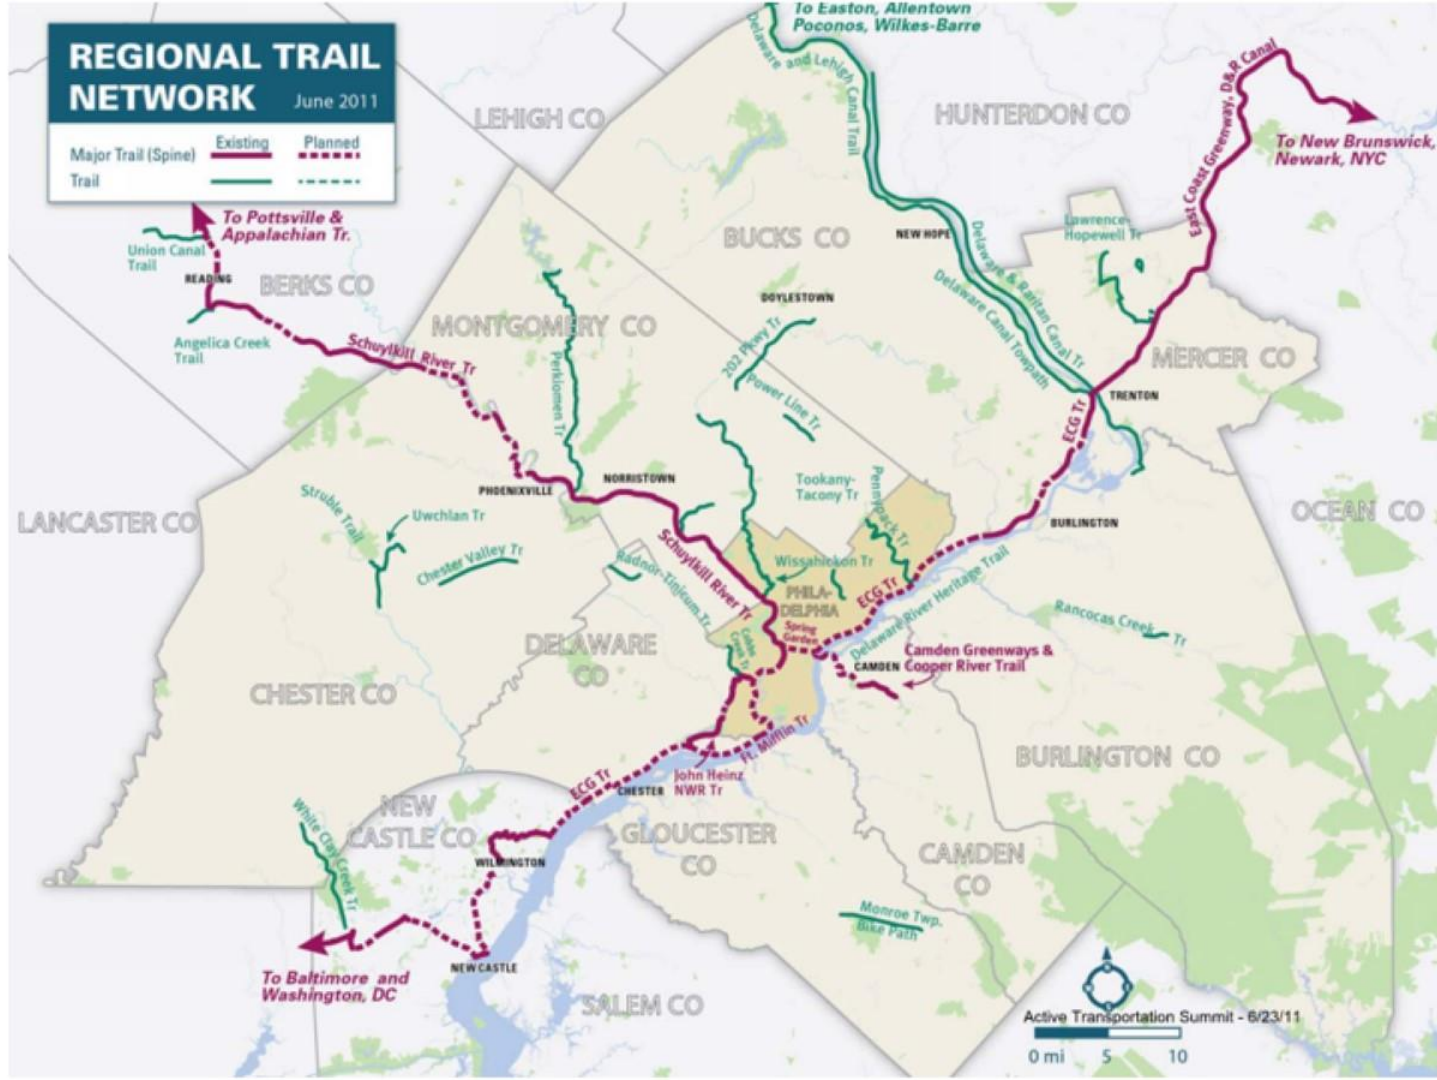 REGIONAL TRAIL
NETWORK June 2011
Existing Planned
Major Trail (Spine)
Trail
To Easton, Allentown
Poconos, Wilkes-Barre
Delaware and Lehigh Canal Trail
LEHIGH CO
HUNTERDON CO
East Coast Greenway, D&R Canal
To New Brunswick,
Newark, NYC
To Pottsville &
Appalachian Tr.
Union Canal
Trail
READING
BERKS CO
Angelica Creek
Trail
Schuylkill River Tr
MONTGOMERY CO
Perkiomen Tr
BUCKS CO
NEW HOPE
DOYLESTOWN
202 Pkwy Tr
Power Line Tr
Delaware & Raritan Canal Tr
Delaware Canal Towpath
Lawrence-
Hopewell Tr
MERCER CO
TRENTON
ECG Tr
NORRISTOWN
PHOENIXVILLE
Tookany-
Tacony Tr
Pennypack Tr
BURLINGTON
OCEAN CO
LANCASTER CO
Struble Trail
Uwchlan Tr
Chester Valley Tr
Radnor-Tinicum Tr
Schuylkill River Tr
Wissahickon Tr
PHILA-
DELPHIA
ECG Tr
Delaware River Heritage Trail
Rancocas Creek Tr
Spring
Garden
Cobbs
Creek Tr
DELAWARE
CO
CAMDEN
Camden Greenways &
Cooper River Trail
CHESTER CO
BURLINGTON CO
Ft. Mifflin Tr
John Heinz
NWR Tr
ECG Tr
CHESTER
NEW
CASTLE CO
White Clay Creek Tr
WILMINGTON
GLOUCESTER
CO
CAMDEN
CO
Monroe Twp.
Bike Path
NEW CASTLE
To Baltimore and
Washington, DC
SALEM CO
Active Transportation Summit - 6/23/11
0 mi 5 10